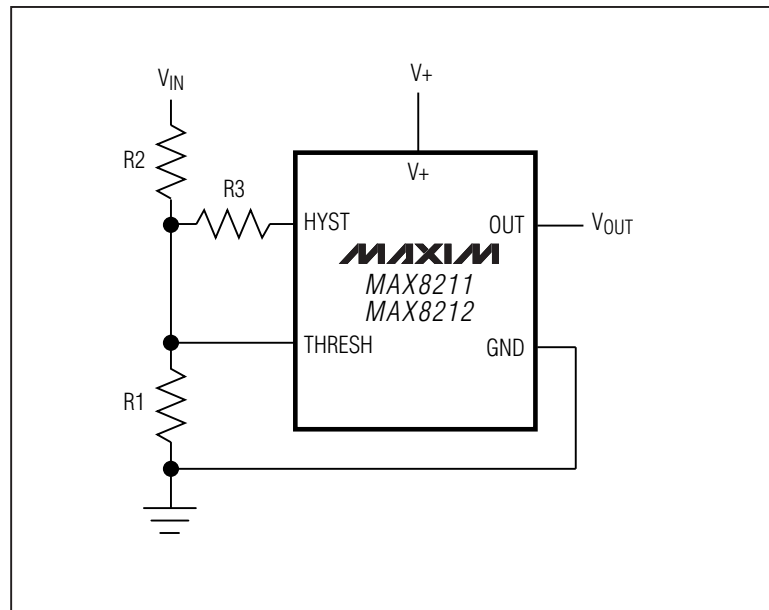 VIN
V+
R2
R3
V+
HYST
OUT
VOUT
MAXIM
MAX8211
MAX8212
THRESH
GND
R1